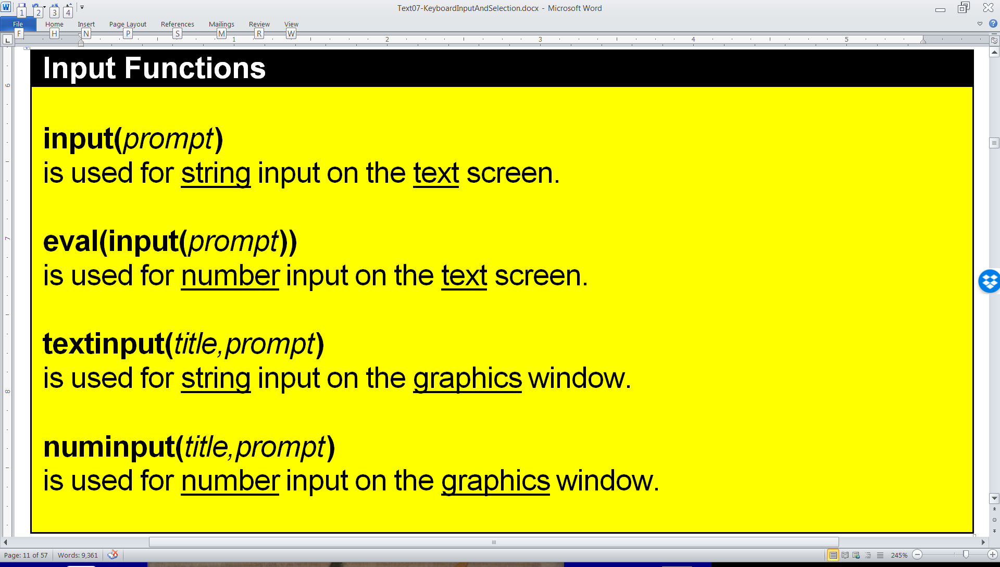 1 2 3 4
Text07-KeyboardInputAndSelection.docx - Microsoft Word
File Home Insert Page Layout References Mailings Review View
F H N P S M R W
1 2 3 4 5
Input Functions
input(prompt)
is used for string input on the text screen.
eval(input(prompt))
is used for number input on the text screen.
textinput(title,prompt)
is used for string input on the graphics window.
numinput(title,prompt)
is used for number input on the graphics window.
6
7
8
Page: 11 of 57 Words: 9,361 245%